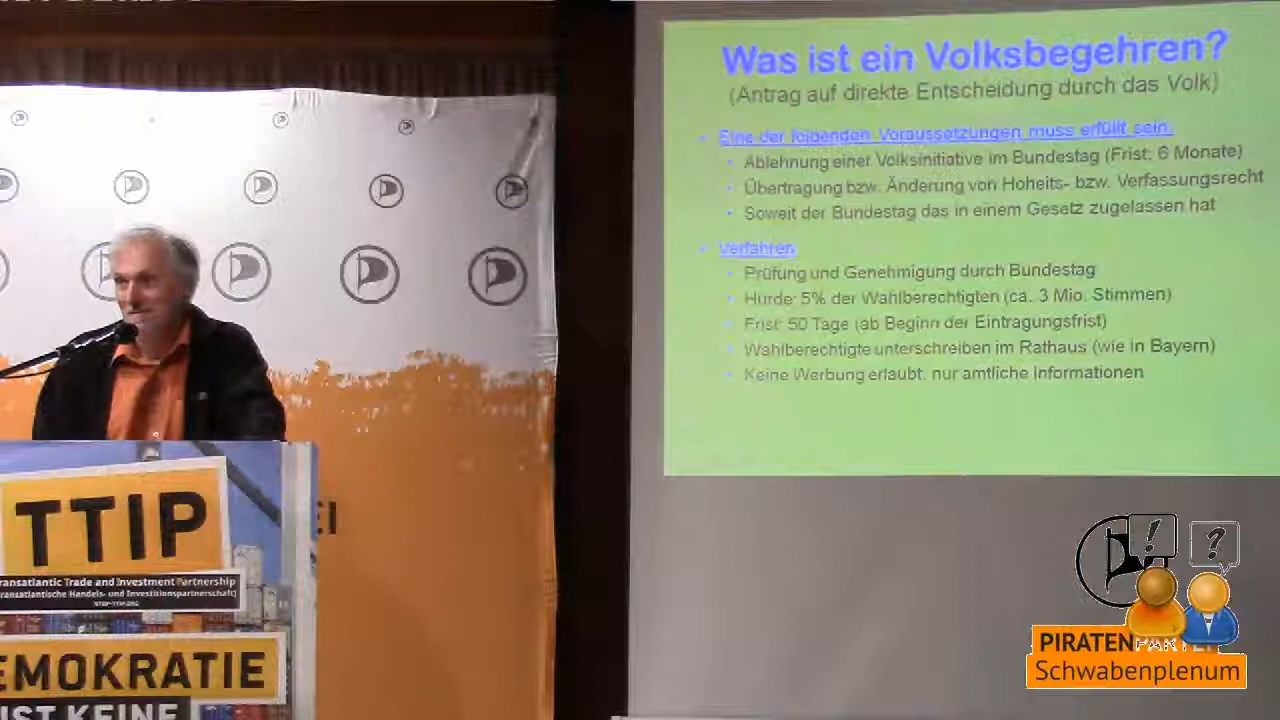 Was ist ein Volksbegehren?
(Antrag auf direkte Entscheidung durch das Volk)
Eine der folgenden Voraussetzungen muss erfüllt sein:
Ablehnung einer Volksinitiative im Bundestag (Frist: 6 Monate)
Übertragung bzw. Änderung von Hoheits- bzw. Verfassungsrecht
Soweit der Bundestag das in einem Gesetz zugelassen hat
Verfahren
Prüfung und Genehmigung durch Bundestag
Hürde: 5% der Wahlberechtigten (ca. 3 Mio. Stimmen)
Frist: 50 Tage (ab Beginn der Eintragungsfrist)
Wahlberechtigte unterschreiben im Rathaus (wie in Bayern)
Keine Werbung erlaubt, nur amtliche Informationen
EI
TTIP
ransatlantic Trade and Investment Partnership
ransatlantische Handels- und Investitionspartnerschaft)
EMOKRATIE
IST KEINE
! ?
PIRATENPARTEI
Schwabenplenum